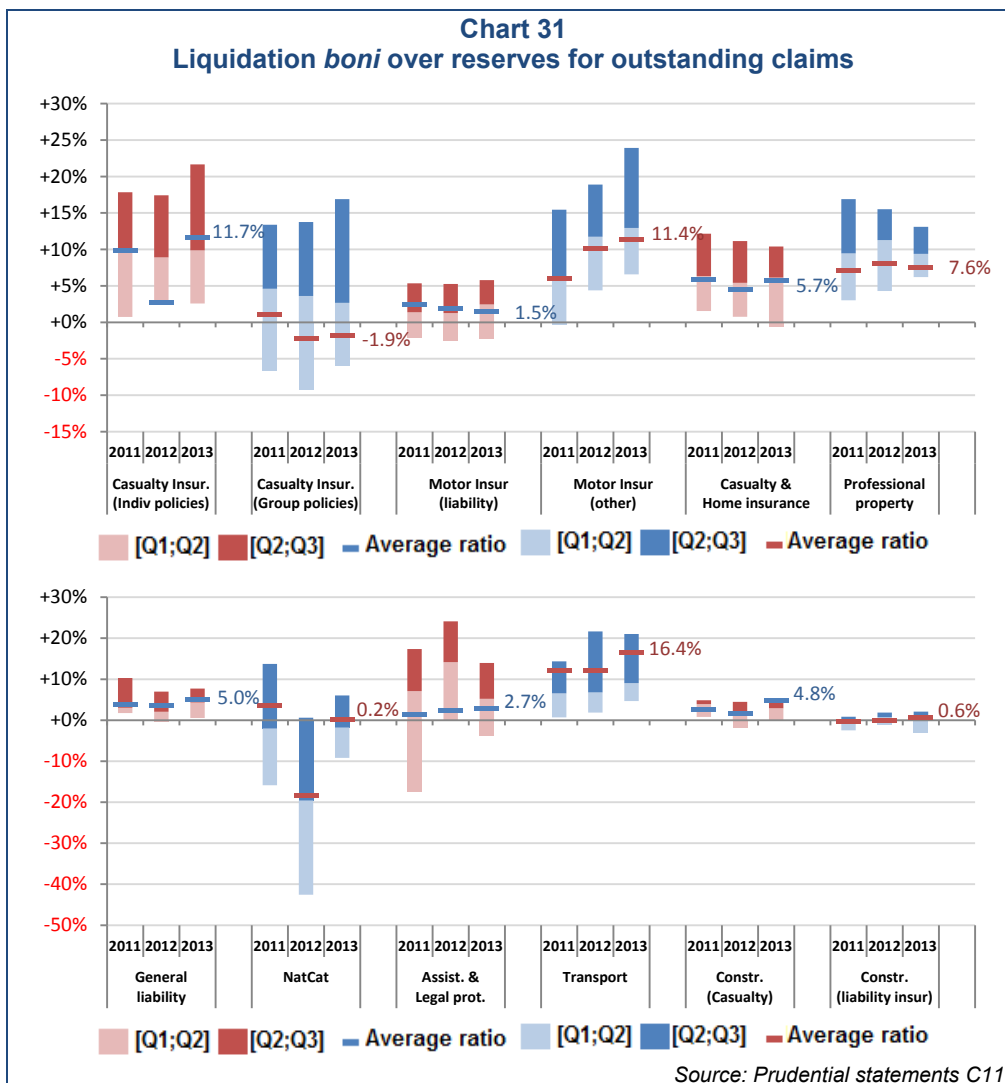 Chart 31
Liquidation boni over reserves for outstanding claims
+30%
+25%
+20%
+15%
+10%
+5%
+0%
-5%
-10%
-15%
11.7%
-1.9%
1.5%
11.4%
5.7%
7.6%
2011 2012 2013 2011 2012 2013 2011 2012 2013 2011 2012 2013 2011 2012 2013 2011 2012 2013
Casualty Insur. (Indiv policies)
Casualty Insur. (Group policies)
Motor Insur (liability)
Motor Insur (other)
Casualty & Home insurance
Professional property
[Q1;Q2] [Q2;Q3] Average ratio [Q1;Q2] [Q2;Q3] Average ratio
+30%
+20%
+10%
+0%
-10%
-20%
-30%
-40%
-50%
5.0%
0.2%
2.7%
16.4%
4.8%
0.6%
2011 2012 2013 2011 2012 2013 2011 2012 2013 2011 2012 2013 2011 2012 2013 2011 2012 2013
General liability
NatCat
Assist. & Legal prot.
Transport
Constr. (Casualty)
Constr. (liability insur)
[Q1;Q2] [Q2;Q3] Average ratio [Q1;Q2] [Q2;Q3] Average ratio
Source: Prudential statements C11